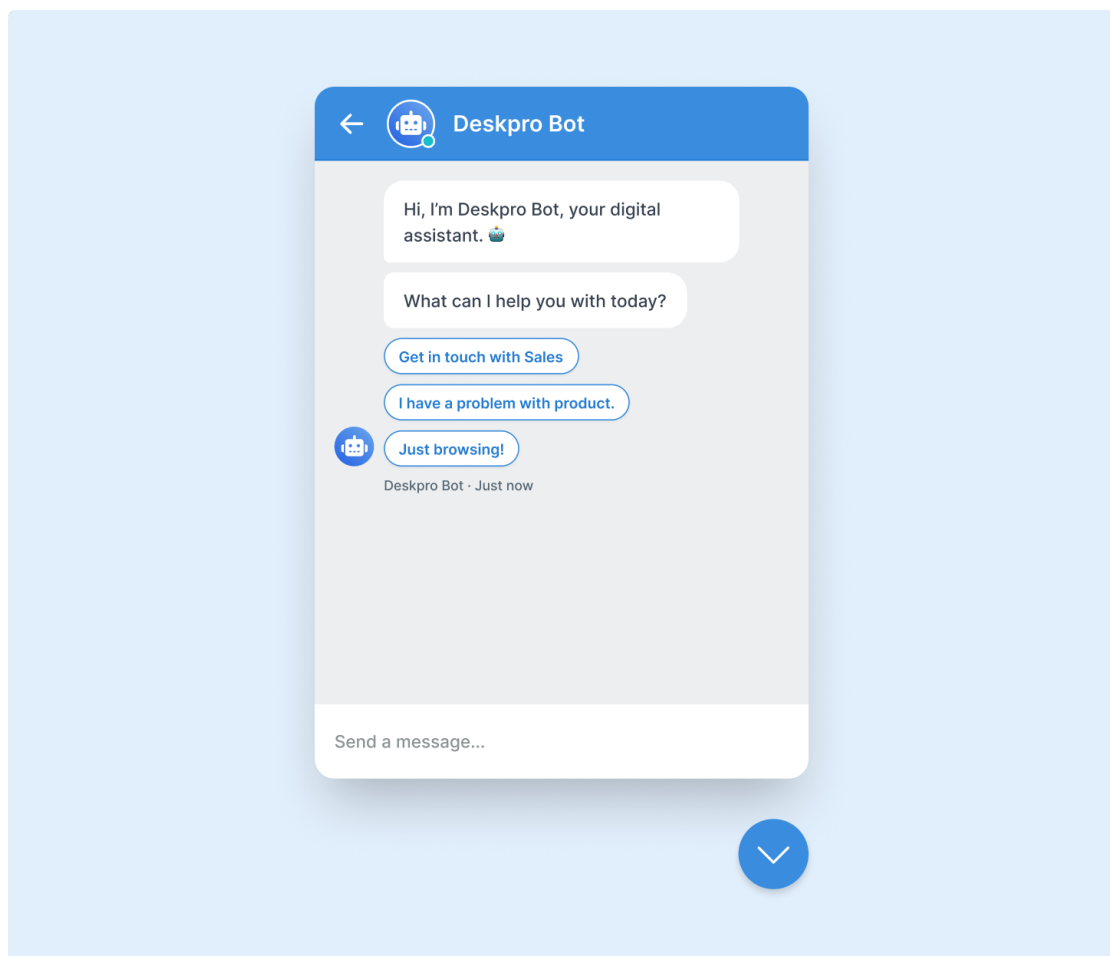 Deskpro Bot
Hi, I’m Deskpro Bot, your digital
assistant. 🤖
What can I help you with today?
Get in touch with Sales
I have a problem with product.
Just browsing!
Deskpro Bot · Just now
Send a message...